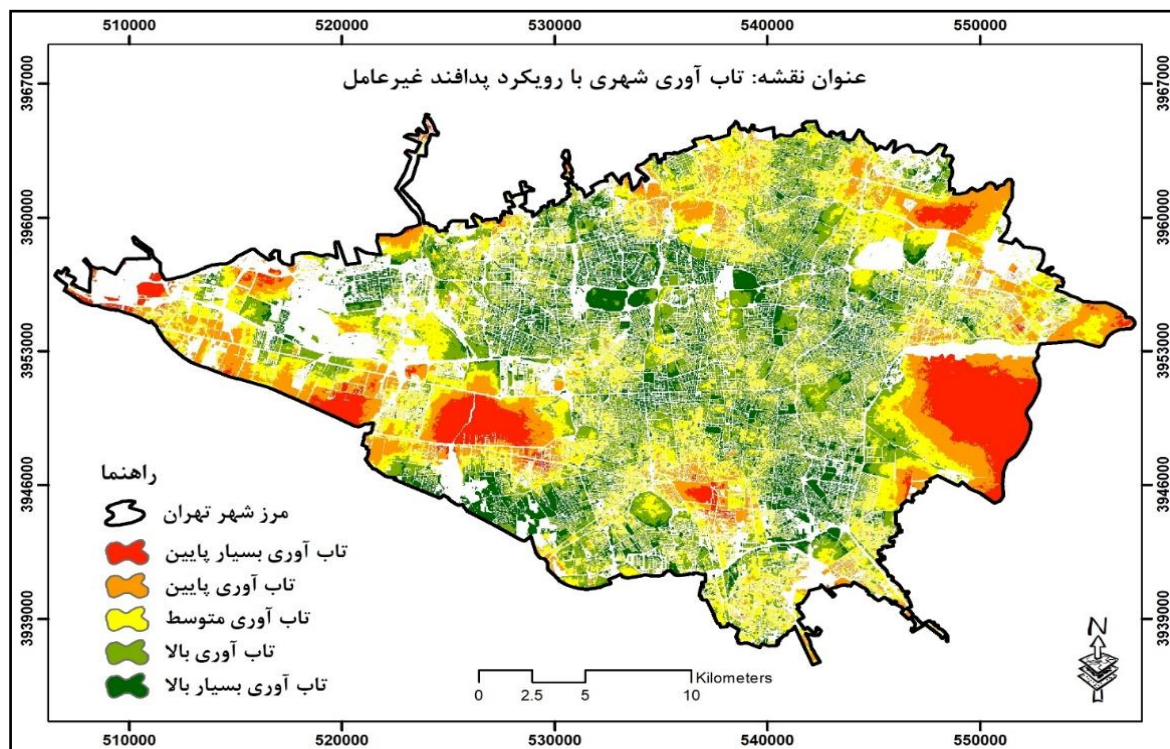 510000 520000 530000 540000 550000
3967000 3967000
عنوان نقشه: تاب آوری شهری با رویکرد پدافند غیرعامل
3960000 3960000
3953000 3953000
3946000 3946000
3939000 3939000
راهنما
مرز شهر تهران
تاب آوری بسیار پایین
تاب آوری پایین
تاب آوری متوسط
تاب آوری بالا
تاب آوری بسیار بالا
Kilometers
0 2.5 5 10
N
510000 520000 530000 540000 550000